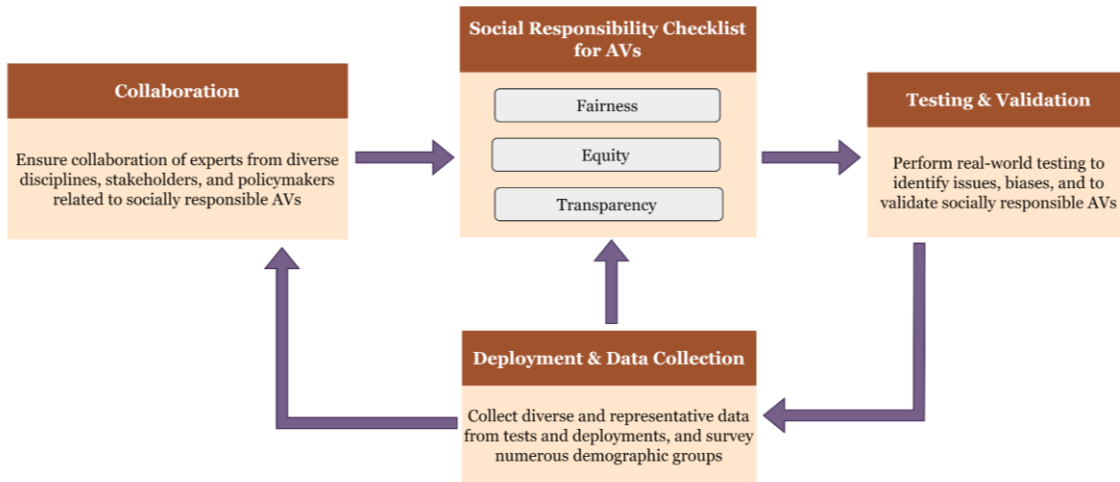 Collaboration
Ensure collaboration of experts from diverse
disciplines, stakeholders, and policymakers
related to socially responsible AVs
Social Responsibility Checklist
for AVs
Fairness
Equity
Transparency
Testing & Validation
Perform real-world testing to
identify issues, biases, and to
validate socially responsible AVs
Deployment & Data Collection
Collect diverse and representative data
from tests and deployments, and survey
numerous demographic groups